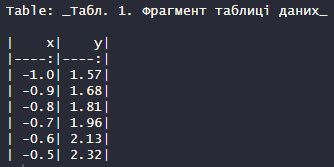 Table: _Табл. 1. Фрагмент таблиці даних_
|    x|    y|
|----:|----:|
| -1.0| 1.57|
| -0.9| 1.68|
| -0.8| 1.81|
| -0.7| 1.96|
| -0.6| 2.13|
| -0.5| 2.32|